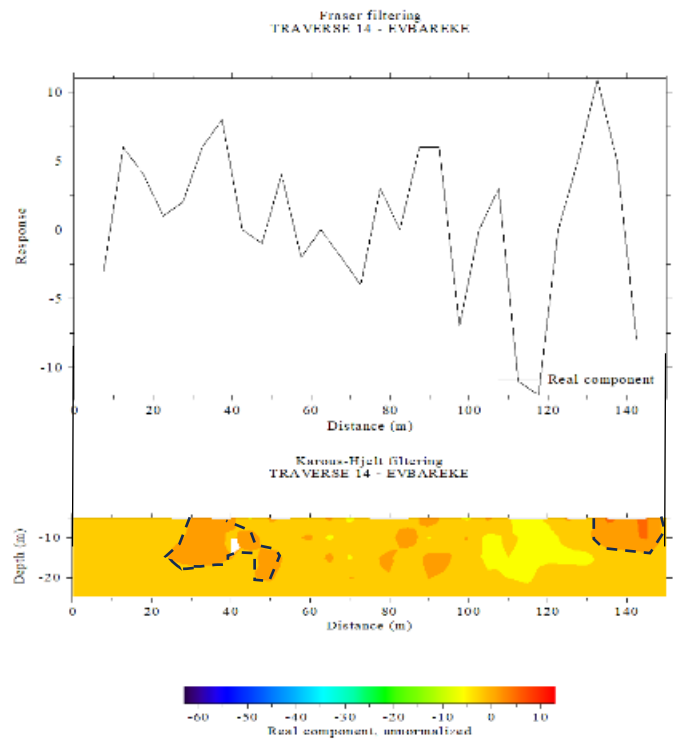 Fraser filtering
TRAVERSE 14 - EVBAREKE
10
5
0
-5
-10
Response
Real component
0 20 40 60 80 100 120 140
Distance (m)
Karous-Hjelt filtering
TRAVERSE 14 - EVBAREKE
-10
-20
Depth (m)
0 20 40 60 80 100 120 140
Distance (m)
-60 -50 -40 -30 -20 -10 0 10
Real component, unnormalized